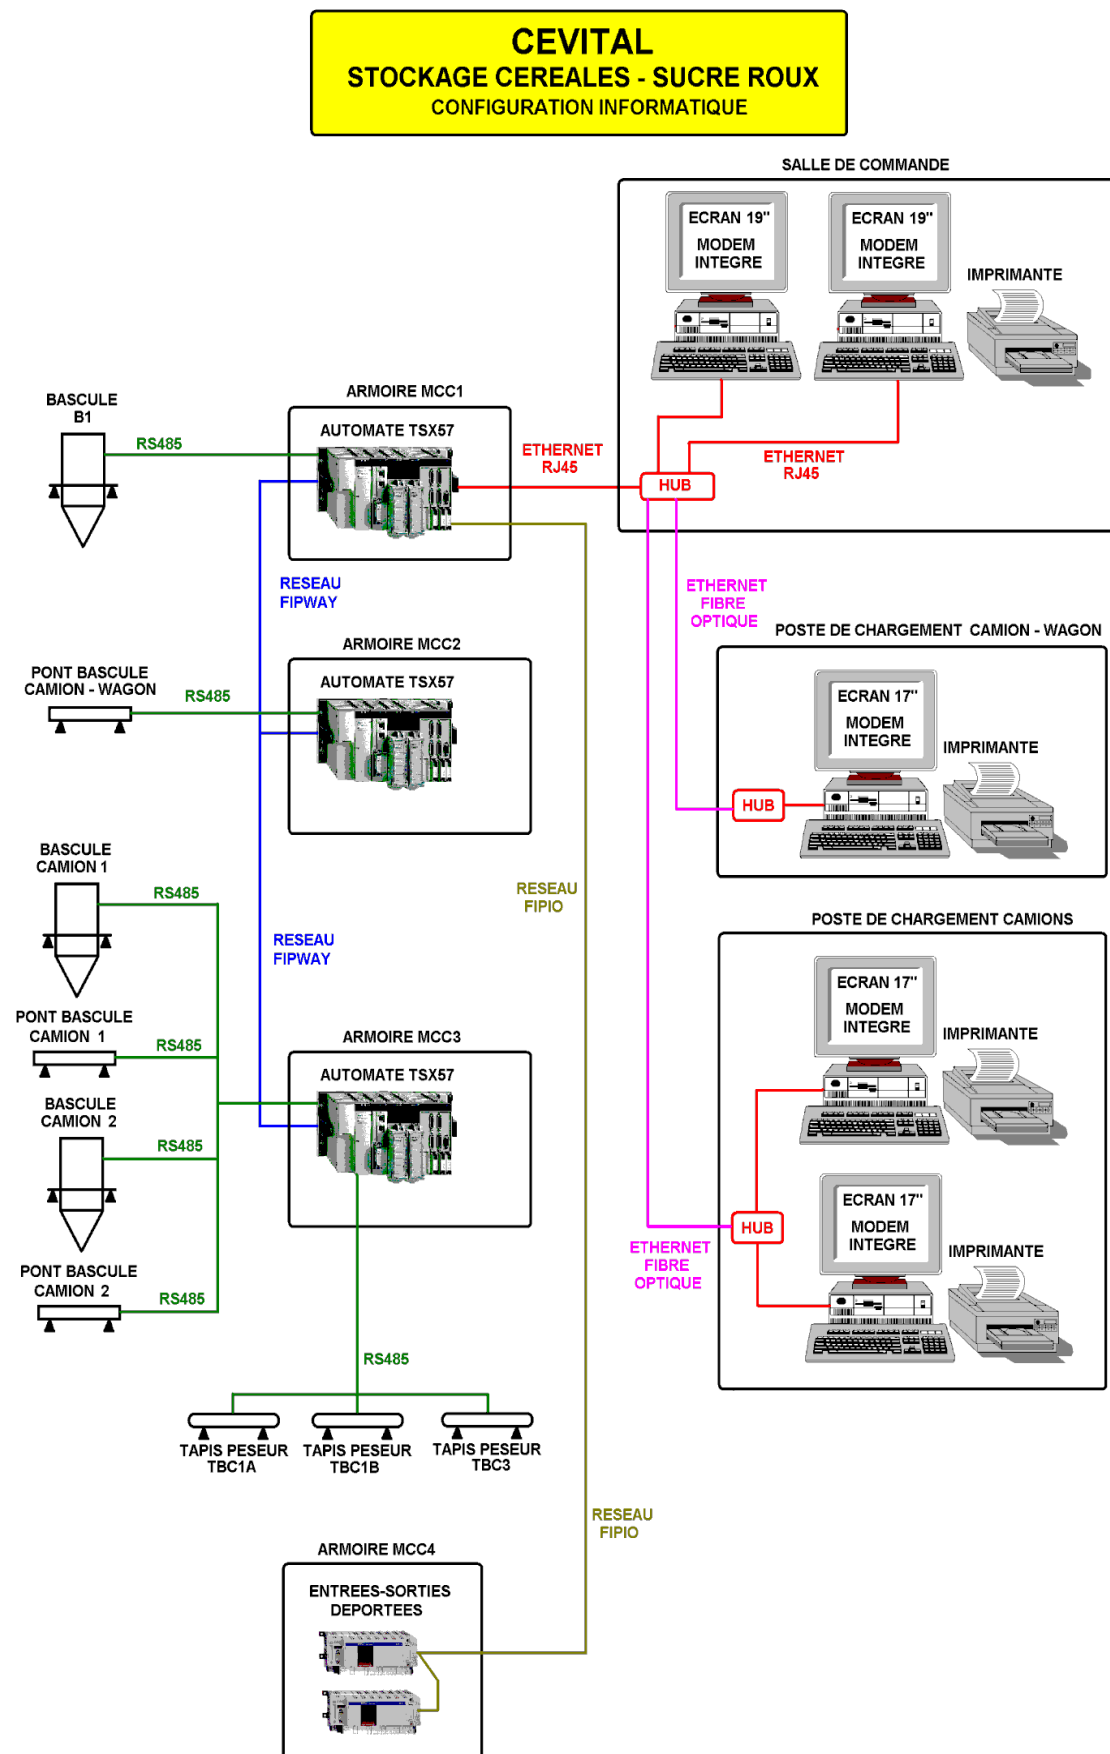 CEVITAL
STOCKAGE CEREALES - SUCRE ROUX
CONFIGURATION INFORMATIQUE
SALLE DE COMMANDE
ECRAN 19"
MODEM
INTEGRE
ECRAN 19"
MODEM
INTEGRE
IMPRIMANTE
HUB
ETHERNET
RJ45
ETHERNET
RJ45
ARMOIRE MCC1
AUTOMATE TSX57
BASCULE
B1
RS485
RESEAU
FIPWAY
ETHERNET
FIBRE
OPTIQUE
ARMOIRE MCC2
AUTOMATE TSX57
PONT BASCULE
CAMION - WAGON
RS485
POSTE DE CHARGEMENT CAMION - WAGON
ECRAN 17"
MODEM
INTEGRE
IMPRIMANTE
HUB
BASCULE
CAMION 1
RS485
RESEAU
FIPIO
RESEAU
FIPWAY
PONT BASCULE
CAMION 1
RS485
BASCULE
CAMION 2
RS485
PONT BASCULE
CAMION 2
RS485
ARMOIRE MCC3
AUTOMATE TSX57
POSTE DE CHARGEMENT CAMIONS
ECRAN 17"
MODEM
INTEGRE
IMPRIMANTE
HUB
ECRAN 17"
MODEM
INTEGRE
IMPRIMANTE
ETHERNET
FIBRE
OPTIQUE
RS485
TAPIS PESEUR
TBC1A
TAPIS PESEUR
TBC1B
TAPIS PESEUR
TBC3
RESEAU
FIPIO
ARMOIRE MCC4
ENTREES-SORTIES
DEPORTEES